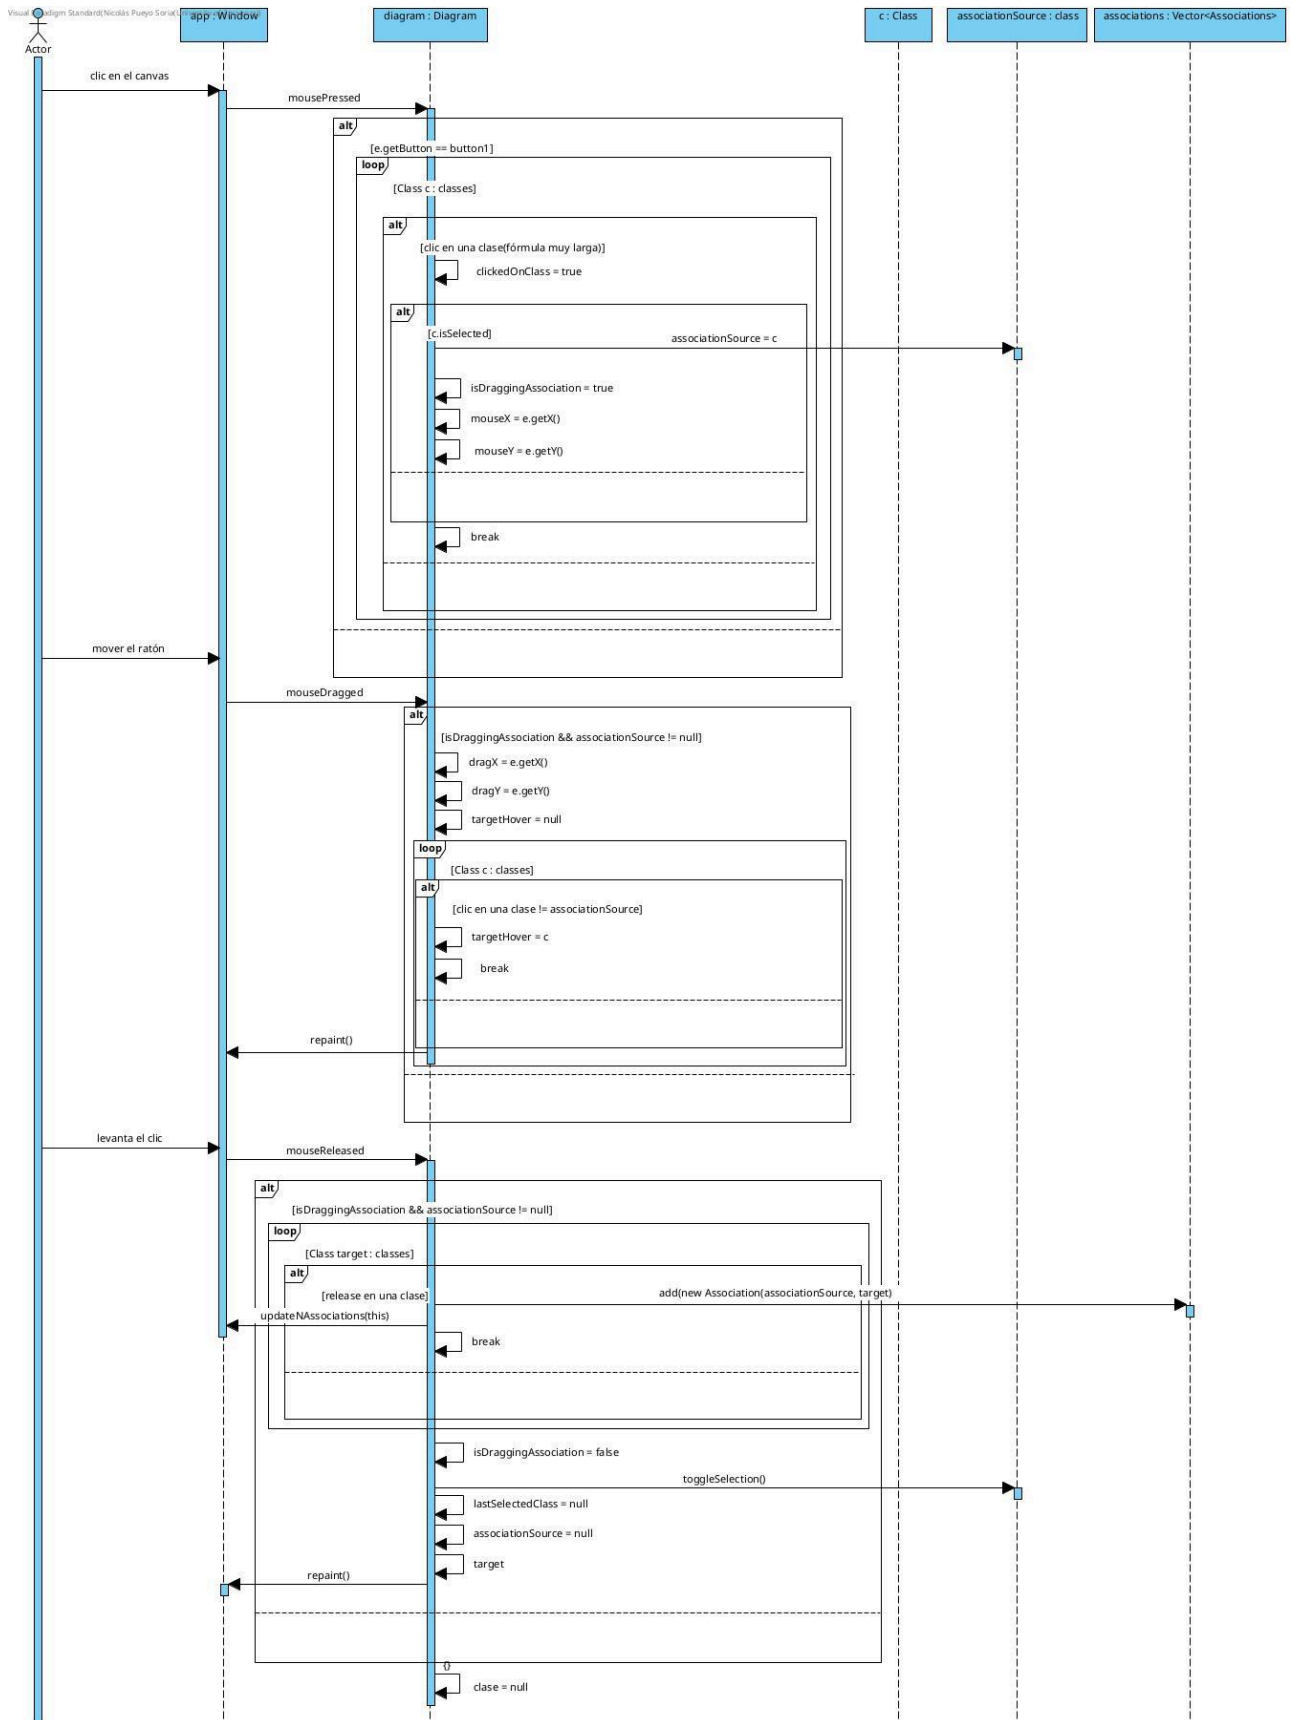 Visual Paradigm Standard(Nicolás Pueyo Soria(
Actor
app : Window
diagram : Diagram
c : Class
associationSource : class
associations : Vector<Associations>
clic en el canvas
mousePressed
alt
[e.getButton == button1]
loop
[Class c : classes]
alt
[clic en una clase(fórmula muy larga)]
clickedOnClass = true
alt
[c.isSelected]
associationSource = c
isDraggingAssociation = true
mouseX = e.getX()
mouseY = e.getY()
break
mover el ratón
mouseDragged
alt
[isDraggingAssociation && associationSource != null]
dragX = e.getX()
dragY = e.getY()
targetHover = null
loop
[Class c : classes]
alt
[clic en una clase != associationSource]
targetHover = c
break
repaint()
levanta el clic
mouseReleased
alt
[isDraggingAssociation && associationSource != null]
loop
[Class target : classes]
alt
[release en una clase]
add(new Association(associationSource, target)
updateNAssociations(this)
break
isDraggingAssociation = false
toggleSelection()
lastSelectedClass = null
associationSource = null
target
repaint()
{}
clase = null